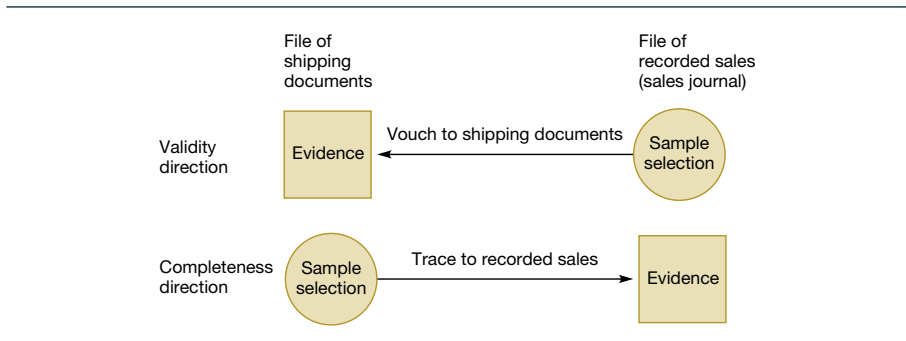 File of
shipping
documents
File of
recorded sales
(sales journal)
Validity
direction
Evidence
Vouch to shipping documents
Sample
selection
Completeness
direction
Sample
selection
Trace to recorded sales
Evidence